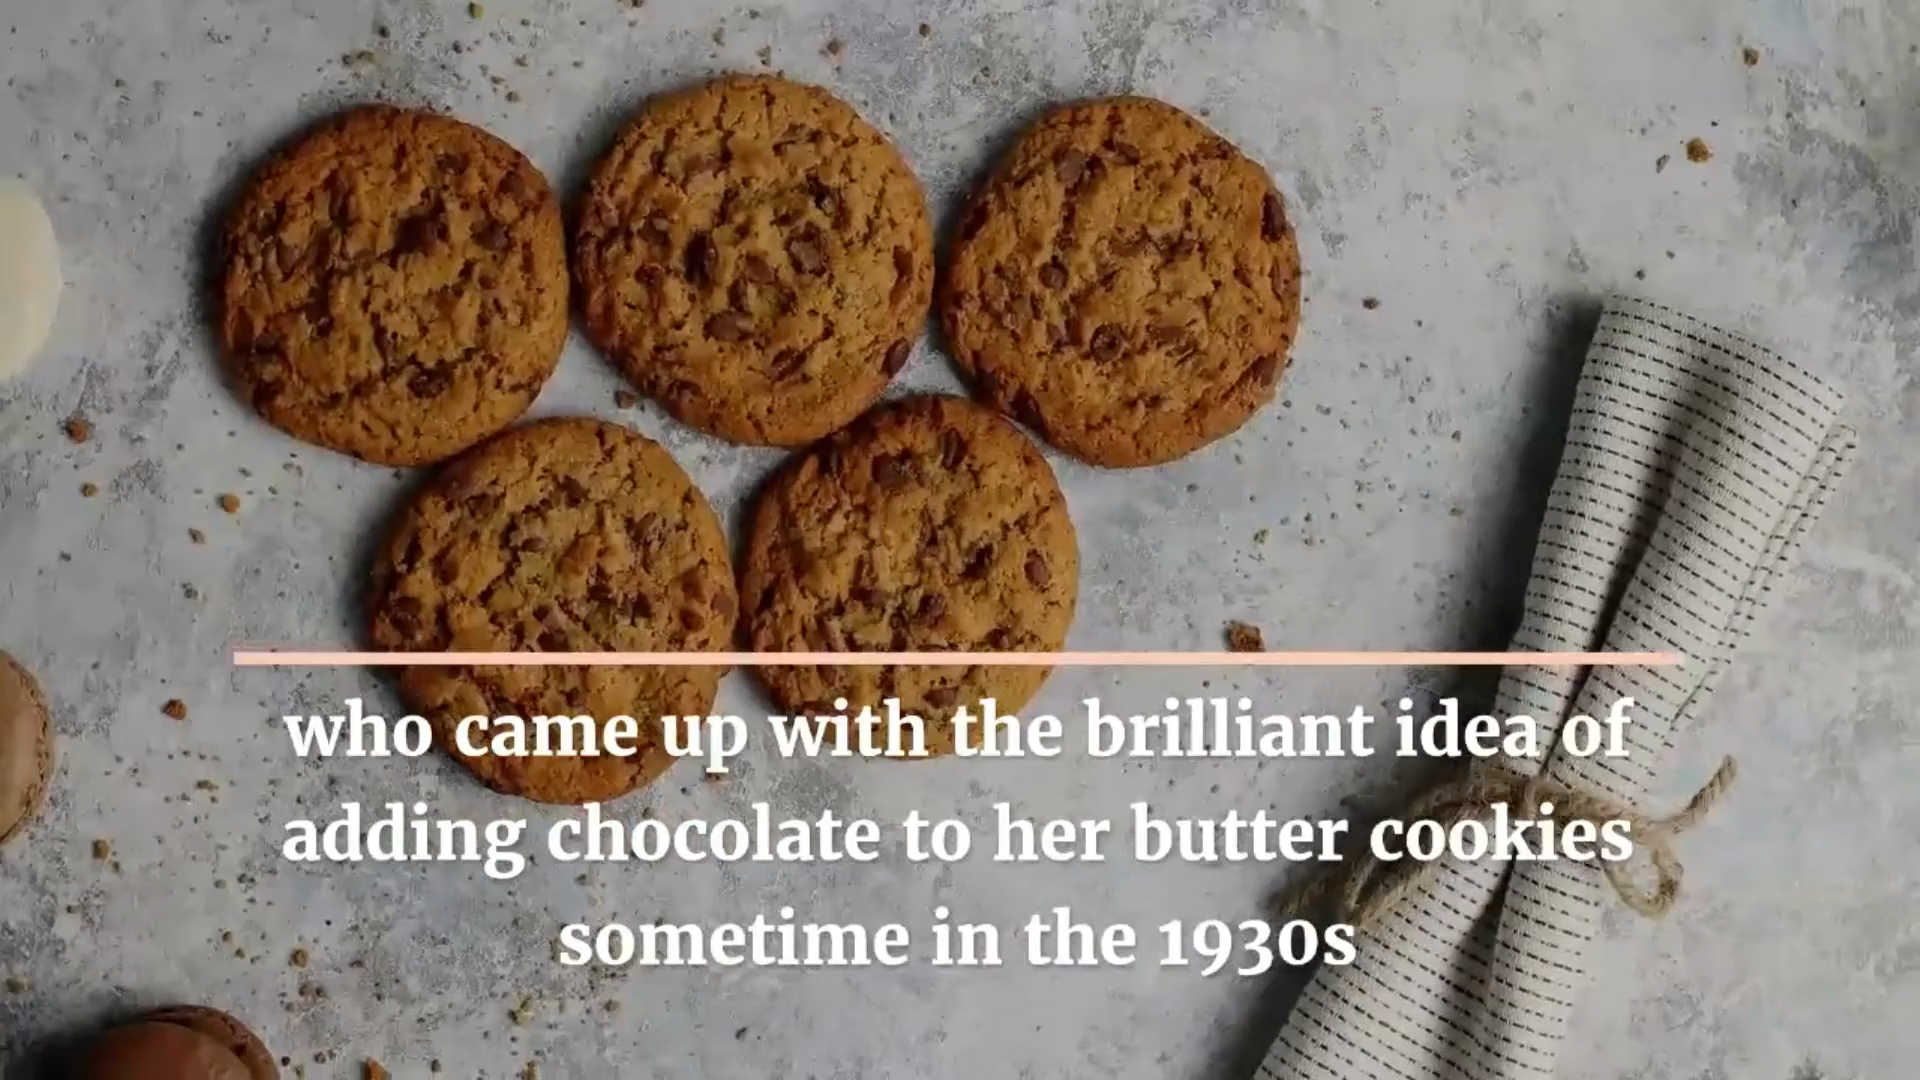 who came up with the brilliant idea of
adding chocolate to her butter cookies
sometime in the 1930s